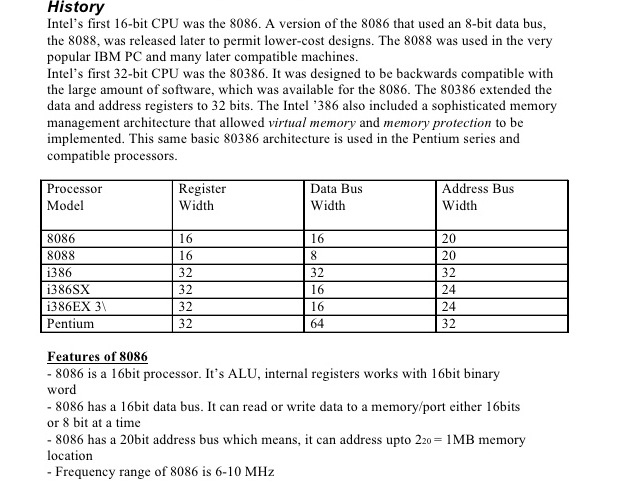 History
Intel's first 16-bit CPU was the 8086. A version of the 8086 that used an 8-bit data bus,
the 8088, was released later to permit lower-cost designs. The 8088 was used in the very
popular IBM PC and many later compatible machines.
Intel's first 32-bit CPU was the 80386. It was designed to be backwards compatible with
the large amount of software, which was available for the 8086. The 80386 extended the
data and address registers to 32 bits. The Intel '386 also included a sophisticated memory
management architecture that allowed virtual memory and memory protection to be
implemented. This same basic 80386 architecture is used in the Pentium series and
compatible processors.
Processor Model | Register Width | Data Bus Width | Address Bus Width
8086 | 16 | 16 | 20
8088 | 16 | 8 | 20
i386 | 32 | 32 | 32
i386SX | 32 | 16 | 24
i386EX 3\ | 32 | 16 | 24
Pentium | 32 | 64 | 32
Features of 8086
- 8086 is a 16bit processor. It's ALU, internal registers works with 16bit binary
word
- 8086 has a 16bit data bus. It can read or write data to a memory/port either 16bits
or 8 bit at a time
- 8086 has a 20bit address bus which means, it can address upto 220 = 1MB memory
location
- Frequency range of 8086 is 6-10 MHz